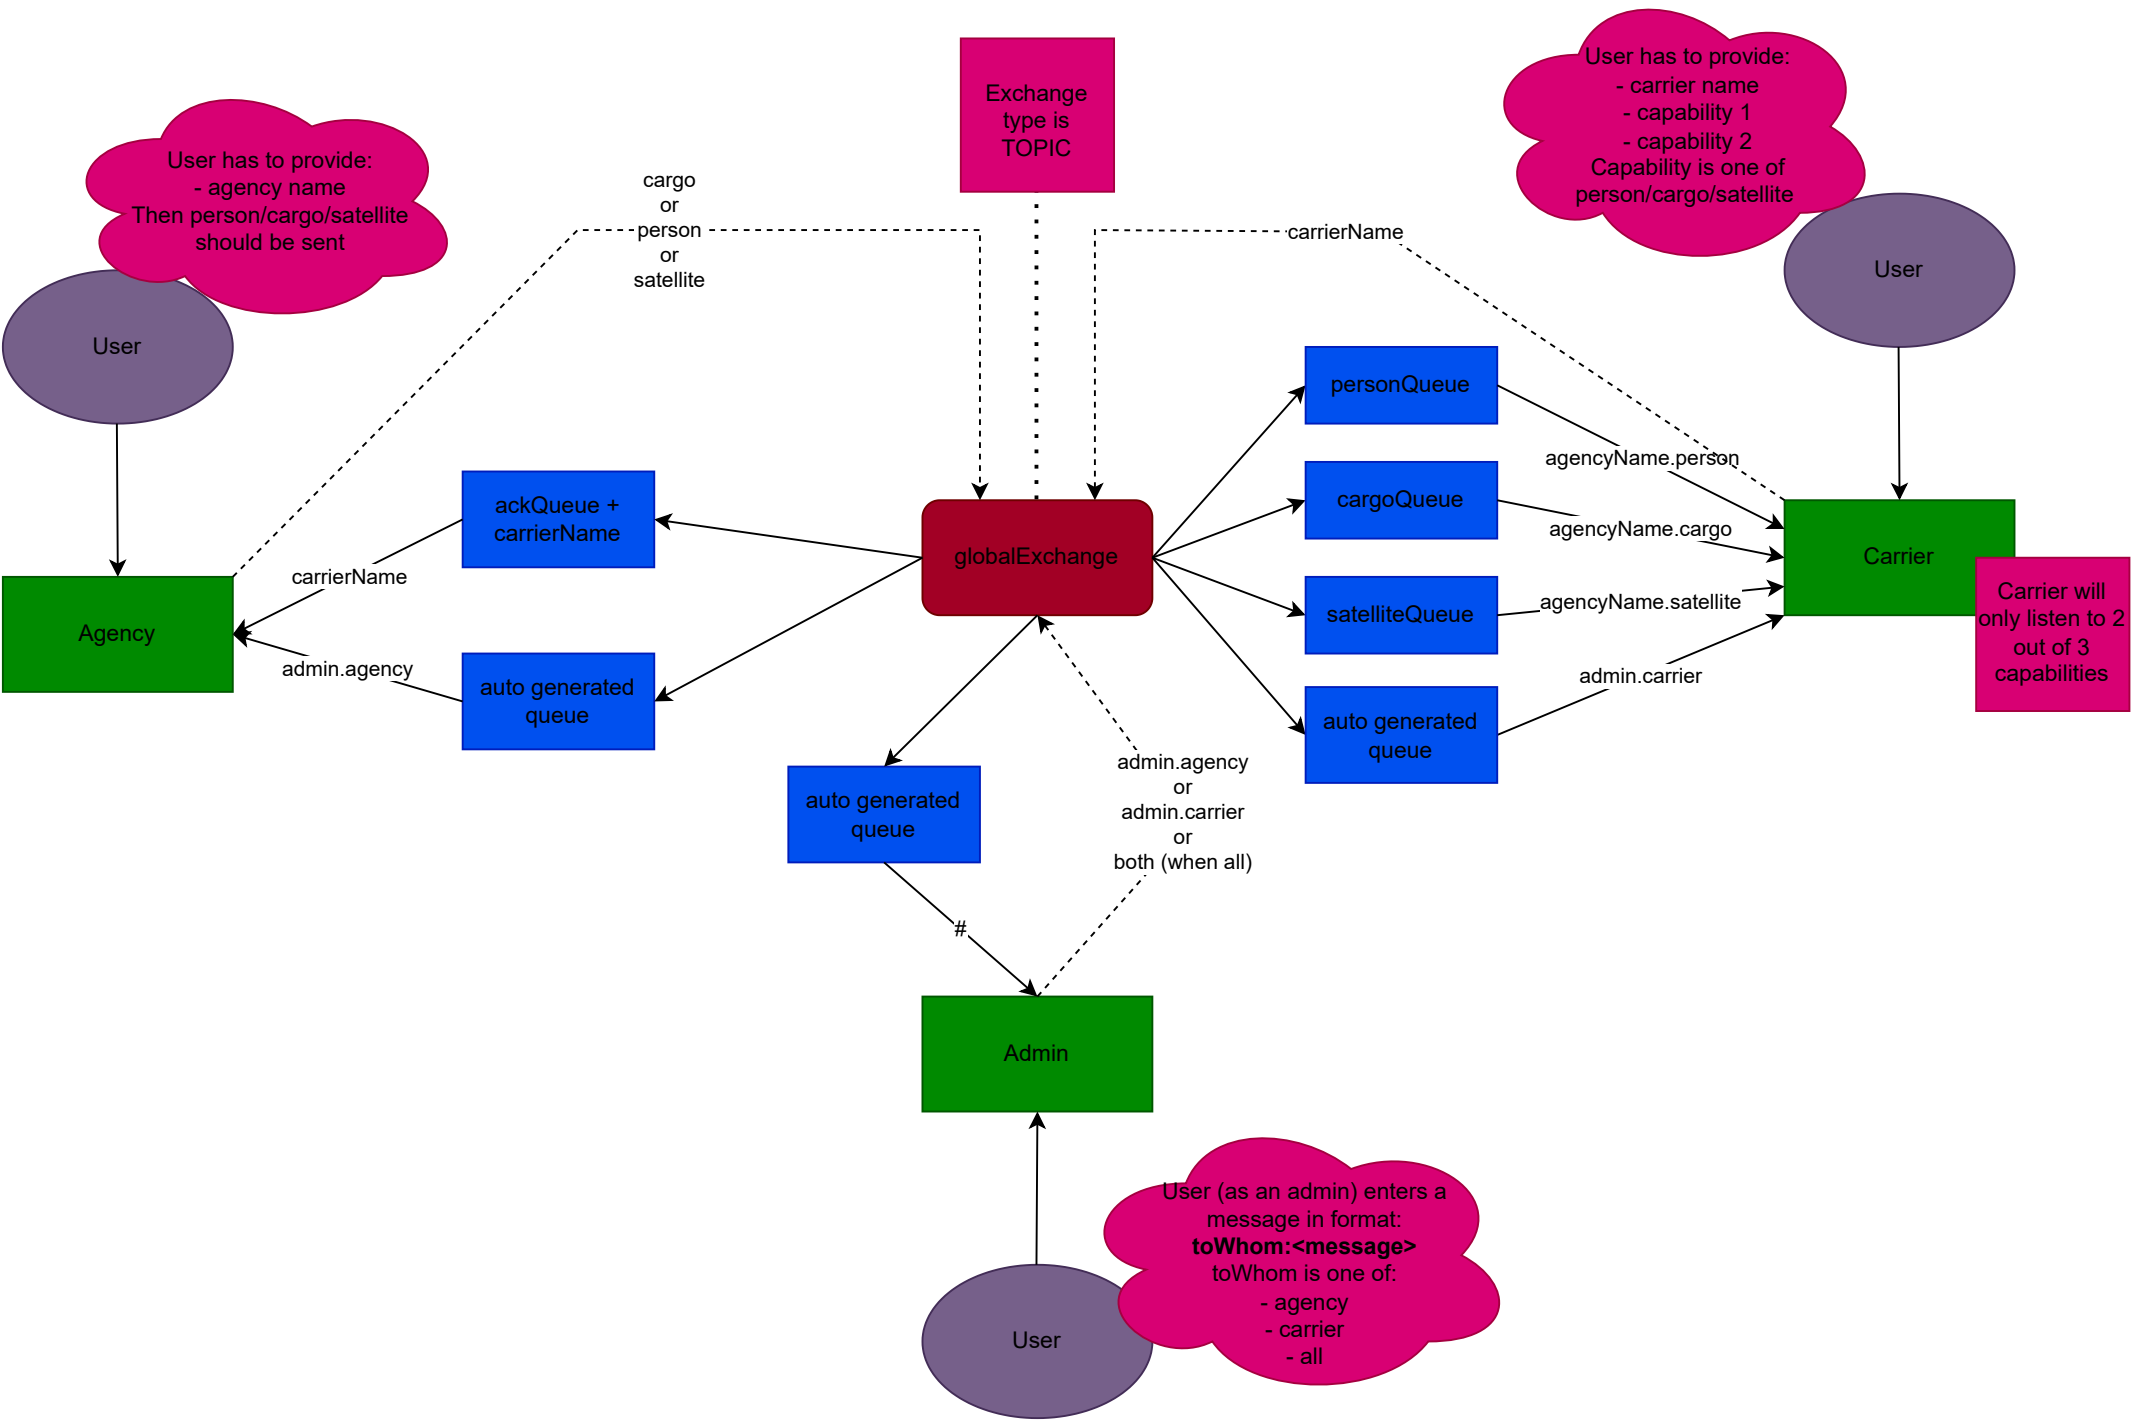 User has to provide:
- carrier name
- capability 1
- capability 2
Capability is one of
person/cargo/satellite
Exchange
type is
TOPIC
User has to provide:
- agency name
Then person/cargo/satellite
should be sent
cargo
or
person
or
satellite
carrierName
User
User
personQueue
agencyName.person
cargoQueue
agencyName.cargo
ackQueue +
carrierName
globalExchange
Carrier
carrierName
satelliteQueue
agencyName.satellite
Carrier will
only listen to 2
out of 3
capabilities
Agency
admin.agency
auto generated
queue
admin.carrier
auto generated
queue
auto generated
queue
admin.agency
or
admin.carrier
or
both (when all)
#
Admin
User (as an admin) enters a
message in format:
toWhom:<message>
toWhom is one of:
- agency
- carrier
- all
User